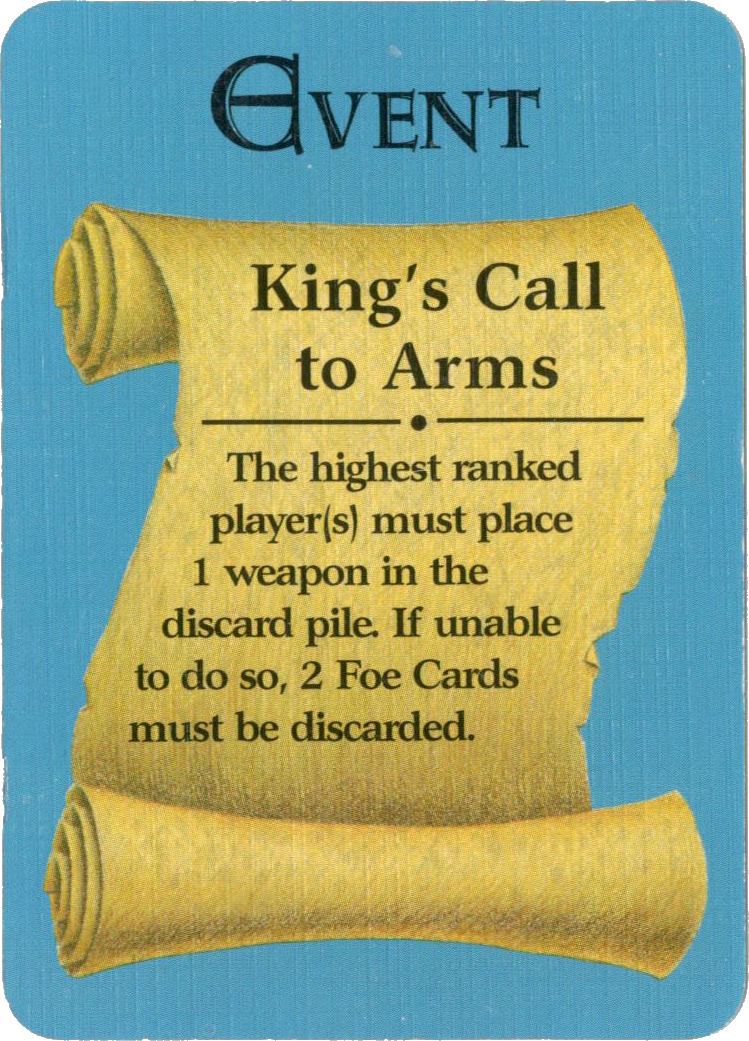 EVENT
King's Call
to Arms
The highest ranked
player(s) must place
1 weapon in the
discard pile. If unable
to do so, 2 Foe Cards
must be discarded.